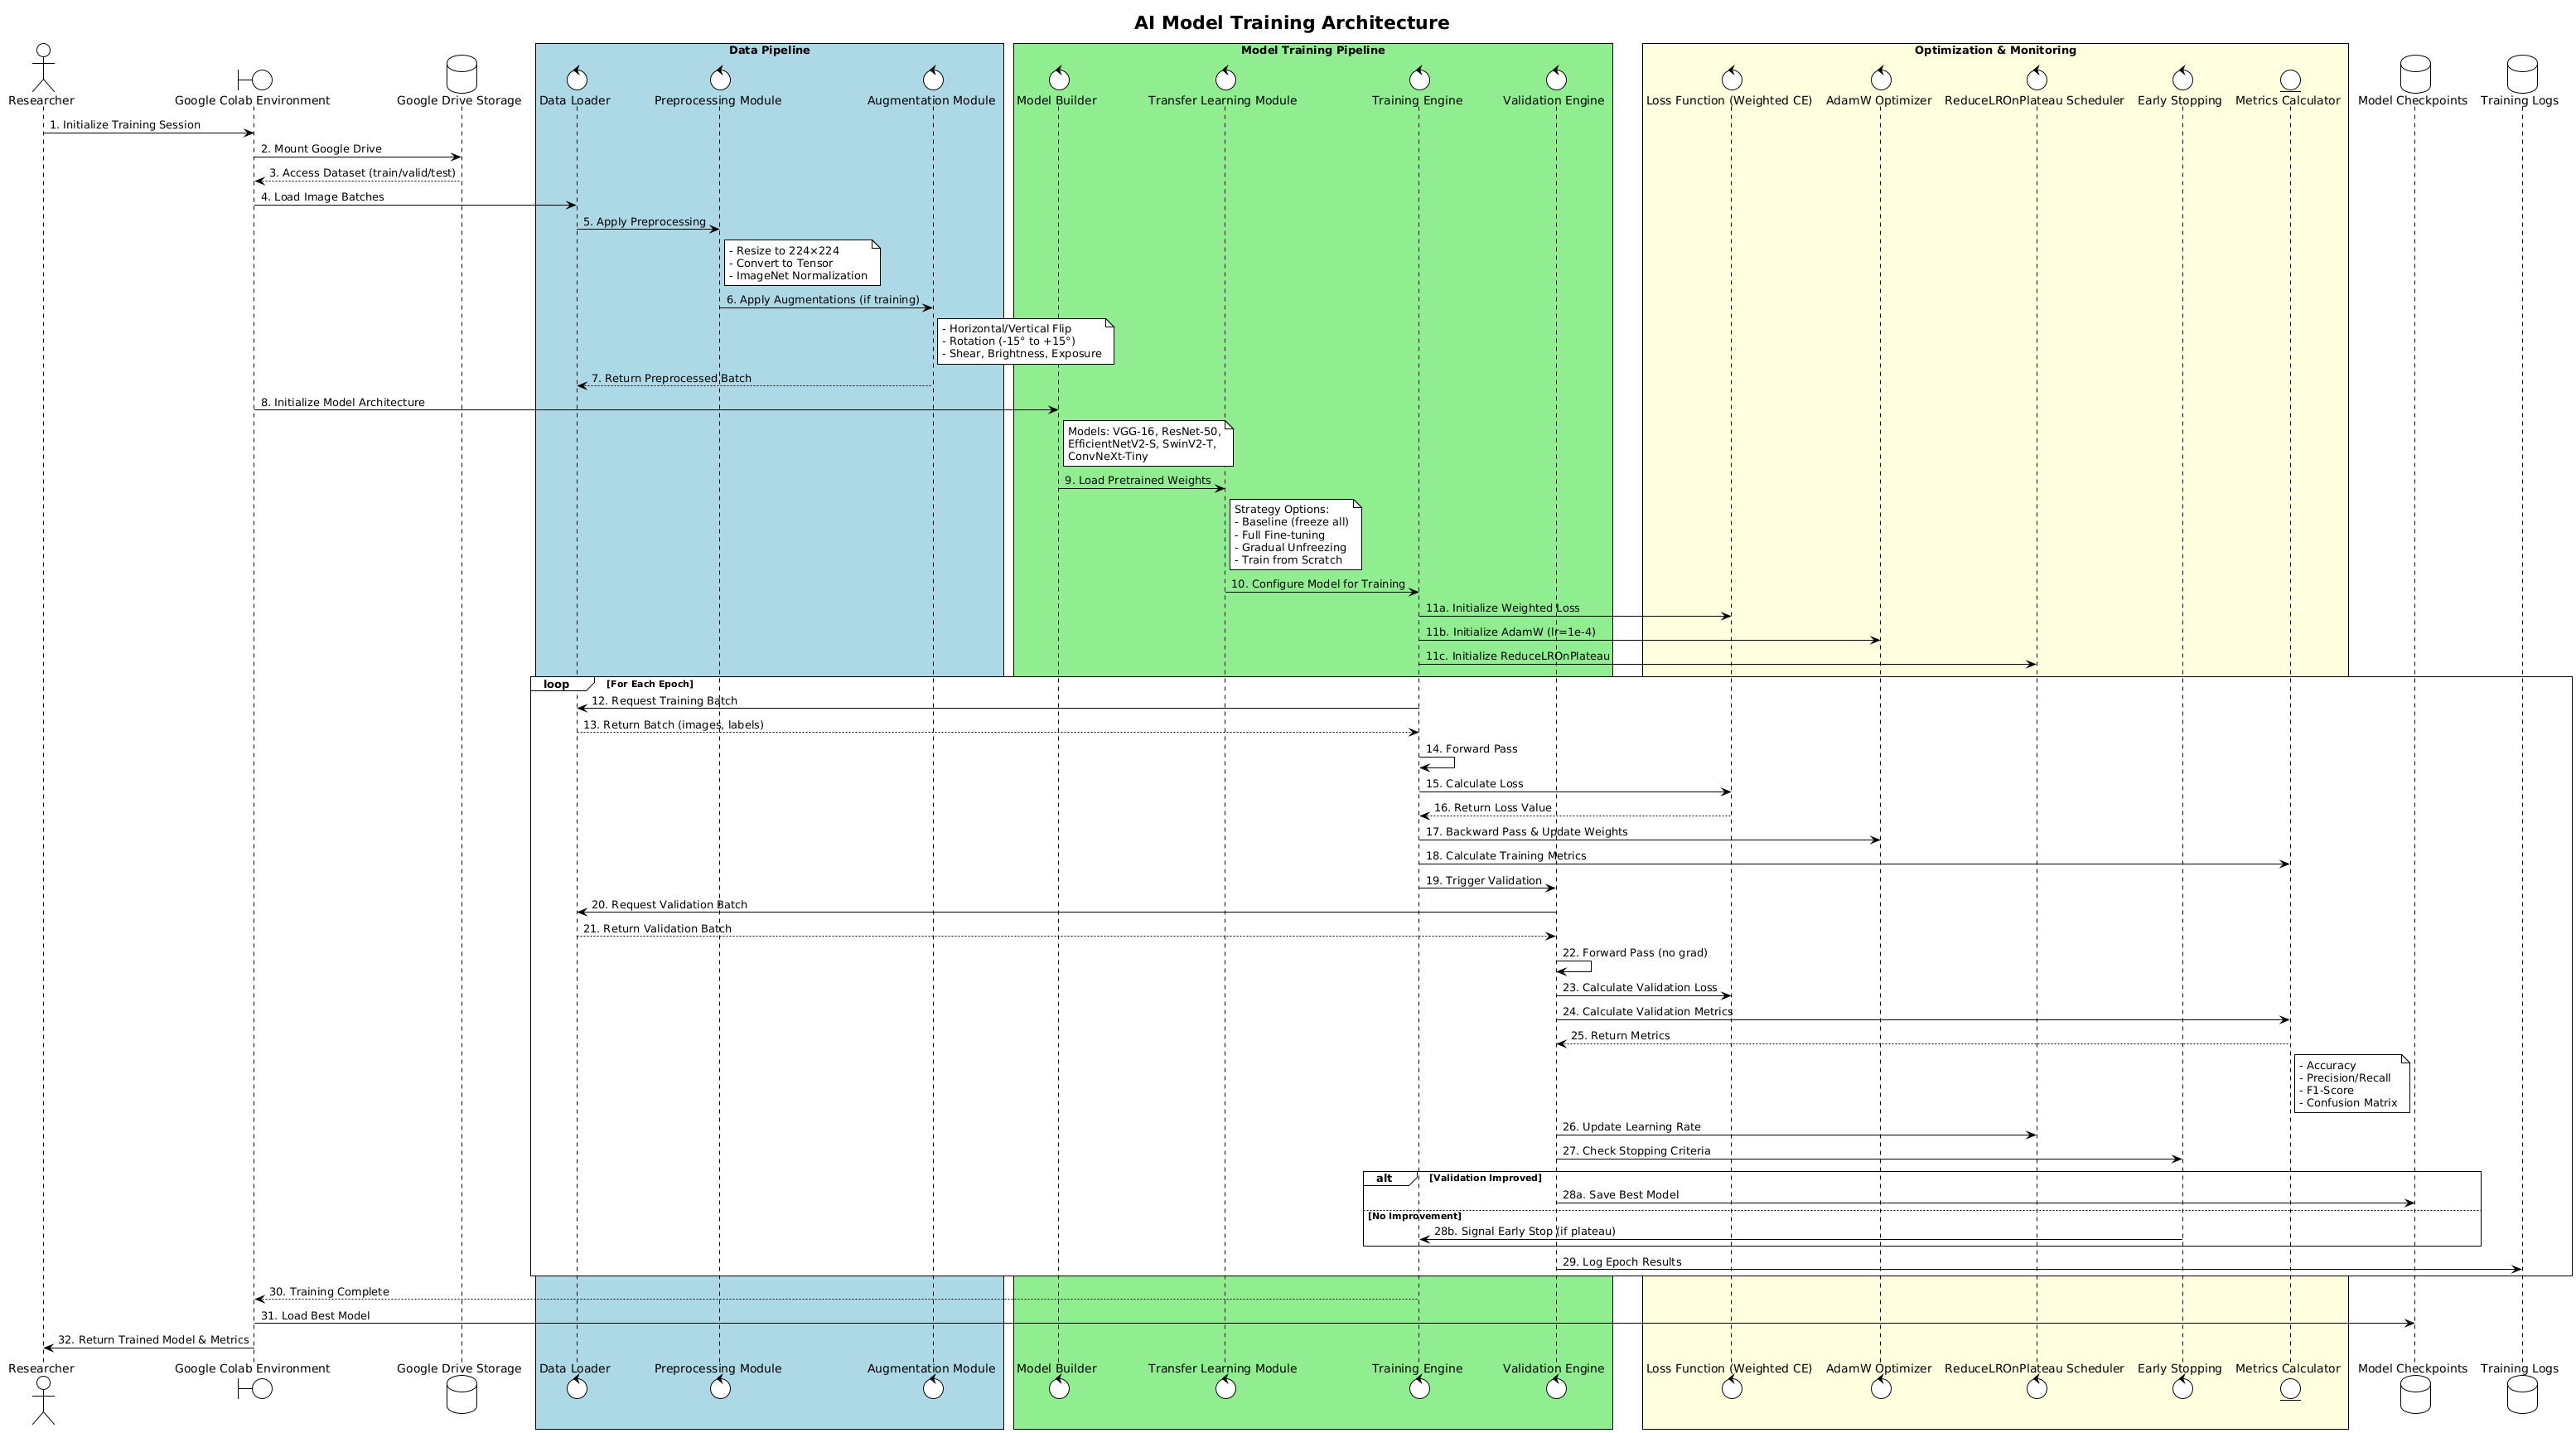 AI Model Training Architecture
Data Pipeline
Model Training Pipeline
Optimization & Monitoring
Researcher
Google Colab Environment
Google Drive Storage
Data Loader
Preprocessing Module
Augmentation Module
Model Builder
Transfer Learning Module
Training Engine
Validation Engine
Loss Function (Weighted CE)
AdamW Optimizer
ReduceLROnPlateau Scheduler
Early Stopping
Metrics Calculator
Model Checkpoints
Training Logs
1. Initialize Training Session
2. Mount Google Drive
3. Access Dataset (train/valid/test)
4. Load Image Batches
5. Apply Preprocessing
- Resize to 224×224
- Convert to Tensor
- ImageNet Normalization
6. Apply Augmentations (if training)
- Horizontal/Vertical Flip
- Rotation (-15° to +15°)
- Shear, Brightness, Exposure
7. Return Preprocessed Batch
8. Initialize Model Architecture
Models: VGG-16, ResNet-50,
EfficientNetV2-S, SwinV2-T,
ConvNeXt-Tiny
9. Load Pretrained Weights
Strategy Options:
- Baseline (freeze all)
- Full Fine-tuning
- Gradual Unfreezing
- Train from Scratch
10. Configure Model for Training
11a. Initialize Weighted Loss
11b. Initialize AdamW (lr=1e-4)
11c. Initialize ReduceLROnPlateau
loop [For Each Epoch]
12. Request Training Batch
13. Return Batch (images, labels)
14. Forward Pass
15. Calculate Loss
16. Return Loss Value
17. Backward Pass & Update Weights
18. Calculate Training Metrics
19. Trigger Validation
20. Request Validation Batch
21. Return Validation Batch
22. Forward Pass (no grad)
23. Calculate Validation Loss
24. Calculate Validation Metrics
25. Return Metrics
- Accuracy
- Precision/Recall
- F1-Score
- Confusion Matrix
26. Update Learning Rate
27. Check Stopping Criteria
alt [Validation Improved]
28a. Save Best Model
[No Improvement]
28b. Signal Early Stop (if plateau)
29. Log Epoch Results
30. Training Complete
31. Load Best Model
32. Return Trained Model & Metrics
Researcher
Google Colab Environment
Google Drive Storage
Data Loader
Preprocessing Module
Augmentation Module
Model Builder
Transfer Learning Module
Training Engine
Validation Engine
Loss Function (Weighted CE)
AdamW Optimizer
ReduceLROnPlateau Scheduler
Early Stopping
Metrics Calculator
Model Checkpoints
Training Logs